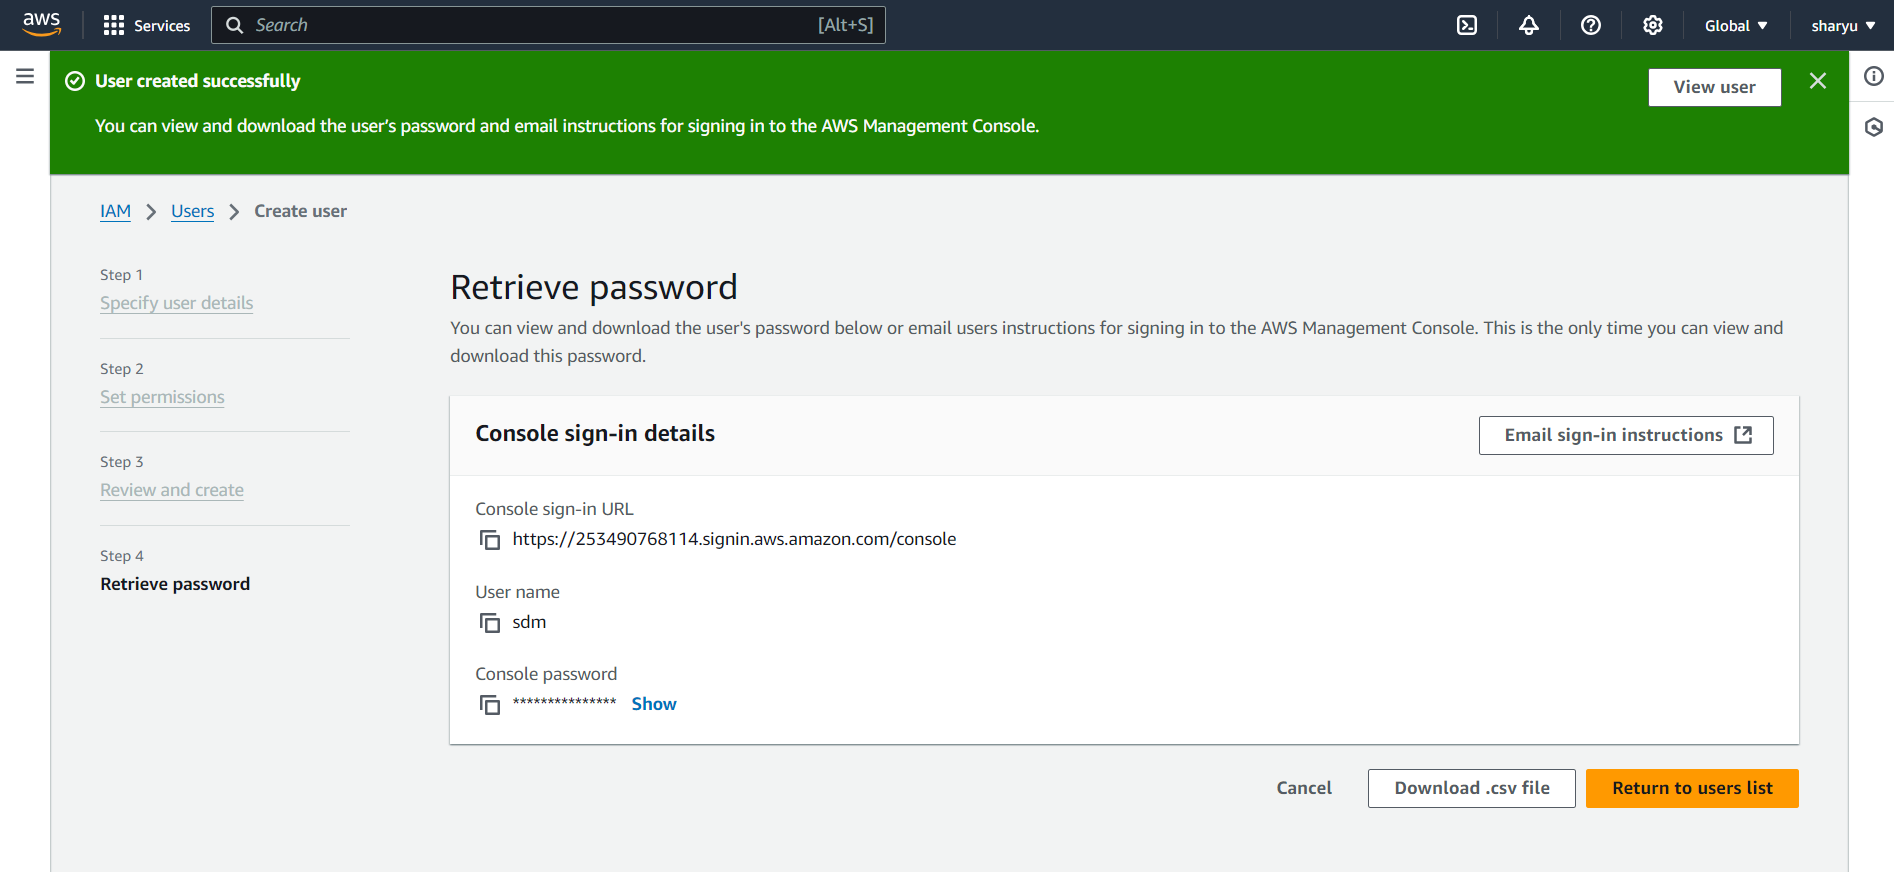 aws
Services
Search
[Alt+S]
Global
sharyu
User created successfully
View user
You can view and download the user's password and email instructions for signing in to the AWS Management Console.
IAM
Users
Create user
Step 1
Specify user details
Step 2
Set permissions
Step 3
Review and create
Step 4
Retrieve password
Retrieve password
You can view and download the user's password below or email users instructions for signing in to the AWS Management Console. This is the only time you can view and
download this password.
Console sign-in details
Email sign-in instructions
Console sign-in URL
https://253490768114.signin.aws.amazon.com/console
User name
sdm
Console password
*************** Show
Cancel
Download .csv file
Return to users list